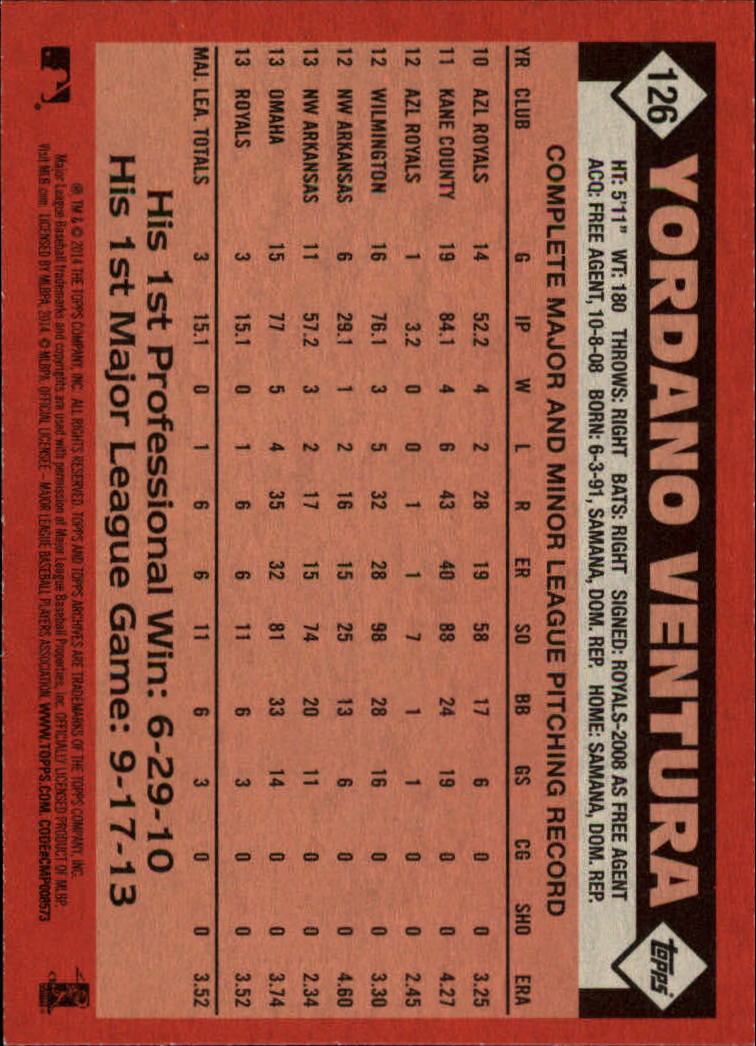 126
YORDANO VENTURA
topps
HT: 5'11" WT: 180 THROWS: RIGHT BATS: RIGHT SIGNED: ROYALS-2008 AS FREE AGENT
ACQ: FREE AGENT, 10-8-08 BORN: 6-3-91, SAMANA, DOM. REP. HOME: SAMANA, DOM. REP.
COMPLETE MAJOR AND MINOR LEAGUE PITCHING RECORD
YR CLUB G IP W L R ER SO BB GS CG SHO ERA
10 AZL ROYALS 14 52.2 4 2 28 19 58 17 6 0 0 3.25
11 KANE COUNTY 19 84.1 4 6 43 40 88 24 19 0 0 4.27
12 AZL ROYALS 1 3.2 0 0 1 1 7 1 1 0 0 2.45
12 WILMINGTON 16 76.1 3 5 32 28 98 28 16 0 0 3.30
12 NW ARKANSAS 6 29.1 1 2 16 15 25 13 6 0 0 4.60
13 NW ARKANSAS 11 57.2 3 2 17 15 74 20 11 0 0 2.34
13 OMAHA 15 77 5 4 35 32 81 33 14 0 0 3.74
13 ROYALS 3 15.1 0 1 6 6 11 6 3 0 0 3.52
MAJ. LEA. TOTALS 3 15.1 0 1 6 6 11 6 3 0 0 3.52
His 1st Professional Win: 6-29-10
His 1st Major League Game: 9-17-13
® TM & © 2014 THE TOPPS COMPANY, INC. ALL RIGHTS RESERVED. TOPPS AND TOPPS ARCHIVES ARE TRADEMARKS OF THE TOPPS COMPANY, INC.
Major League Baseball trademarks and copyrights are used with permission of Major League Baseball Properties, Inc. OFFICIALLY LICENSED PRODUCT OF MLBP.
Visit MLB.com LICENSED BY MLBPA, 2014. © MLBPA. OFFICIAL LICENSEE - MAJOR LEAGUE BASEBALL PLAYERS ASSOCIATION. WWW.TOPPS.COM. CODE#CMP008573